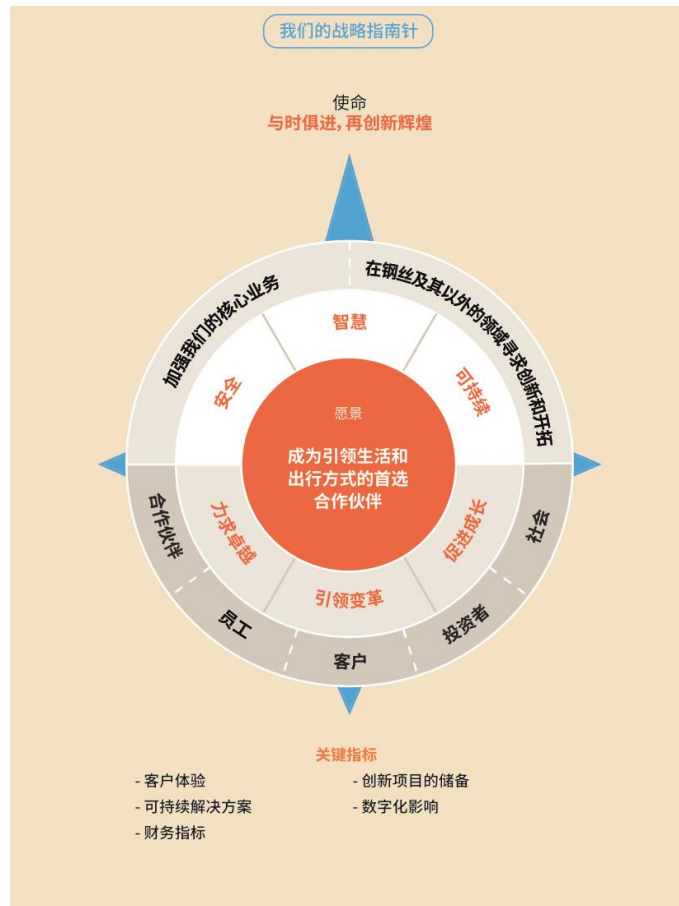 我们的战略指南针
使命
与时俱进，再创新辉煌
加强我们的核心业务
在钢丝及其以外的领域寻求创新和开拓
安全
智慧
可持续
愿景
成为引领生活和
出行方式的首选
合作伙伴
力求卓越
引领变革
促进成长
合作伙伴
员工
客户
投资者
社会
关键指标
- 客户体验
- 可持续解决方案
- 财务指标
- 创新项目的储备
- 数字化影响